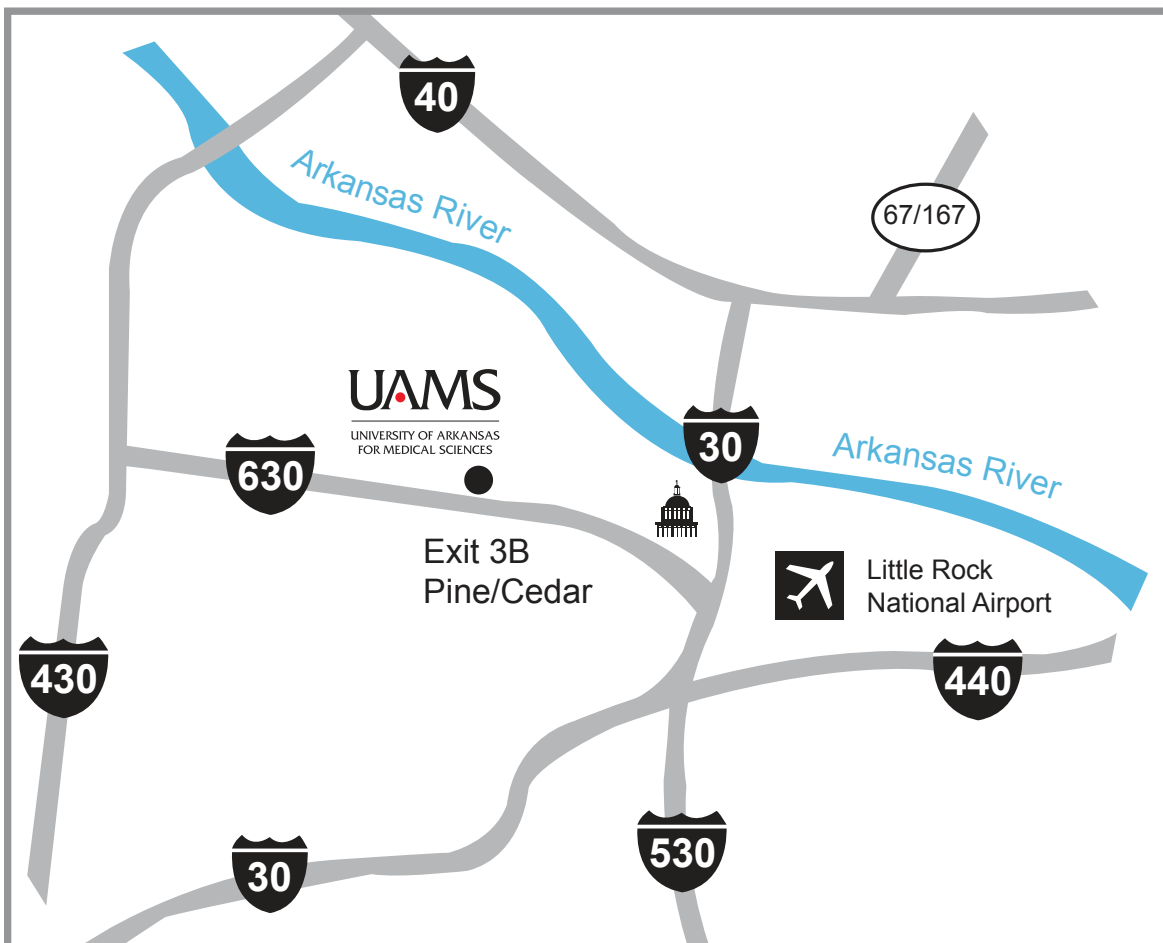 40
Arkansas River
67/167
UAMS
UNIVERSITY OF ARKANSAS
FOR MEDICAL SCIENCES
30
Arkansas River
630
Exit 3B
Pine/Cedar
Little Rock
National Airport
430
440
530
30